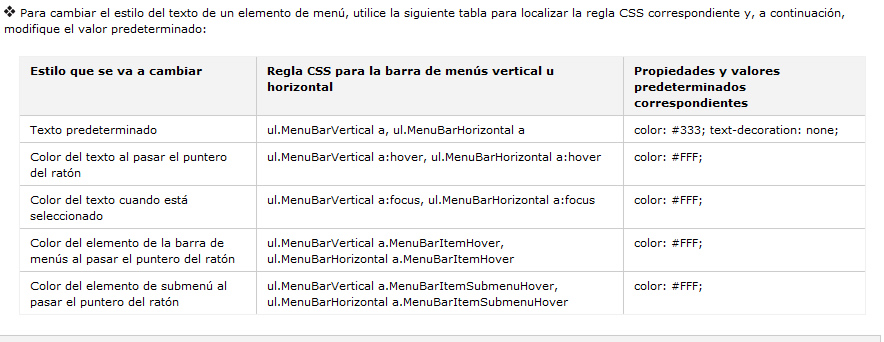 ❖ Para cambiar el estilo del texto de un elemento de menú, utilice la siguiente tabla para localizar la regla CSS correspondiente y, a continuación,
modifique el valor predeterminado:
Estilo que se va a cambiar
Regla CSS para la barra de menús vertical u
horizontal
Propiedades y valores
predeterminados
correspondientes
Texto predeterminado
ul.MenuBarVertical a, ul.MenuBarHorizontal a
color: #333; text-decoration: none;
Color del texto al pasar el puntero
del ratón
ul.MenuBarVertical a:hover, ul.MenuBarHorizontal a:hover
color: #FFF;
Color del texto cuando está
seleccionado
ul.MenuBarVertical a:focus, ul.MenuBarHorizontal a:focus
color: #FFF;
Color del elemento de la barra de
menús al pasar el puntero del ratón
ul.MenuBarVertical a.MenuBarItemHover,
ul.MenuBarHorizontal a.MenuBarItemHover
color: #FFF;
Color del elemento de submenú al
pasar el puntero del ratón
ul.MenuBarVertical a.MenuBarItemSubmenuHover,
ul.MenuBarHorizontal a.MenuBarItemSubmenuHover
color: #FFF;